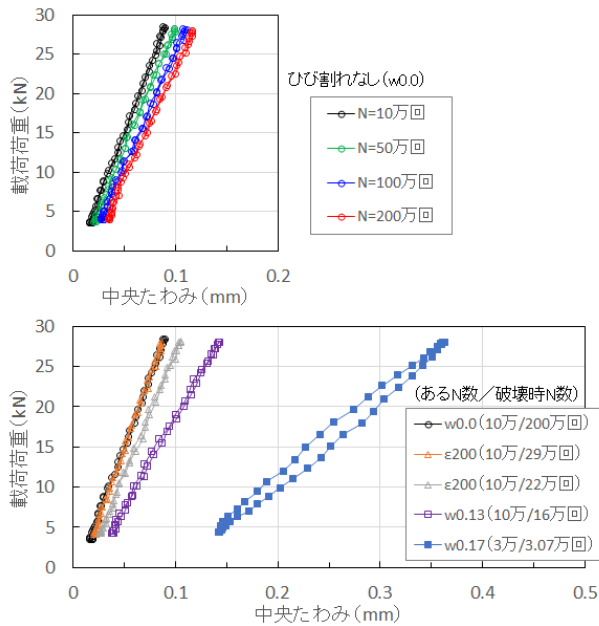 30
25
20
15
10
5
0
載荷荷重(kN)
0
0.1
0.2
中央たわみ(mm)
ひび割れなし(w0.0)
N=10万回
N=50万回
N=100万回
N=200万回
30
25
20
15
10
5
0
載荷荷重(kN)
0
0.1
0.2
0.3
0.4
0.5
中央たわみ(mm)
(あるN数/破壊時N数)
w0.0(10万/200万回)
ε200(10万/29万回)
ε200(10万/22万回)
w0.13(10万/16万回)
w0.17(3万/3.07万回)